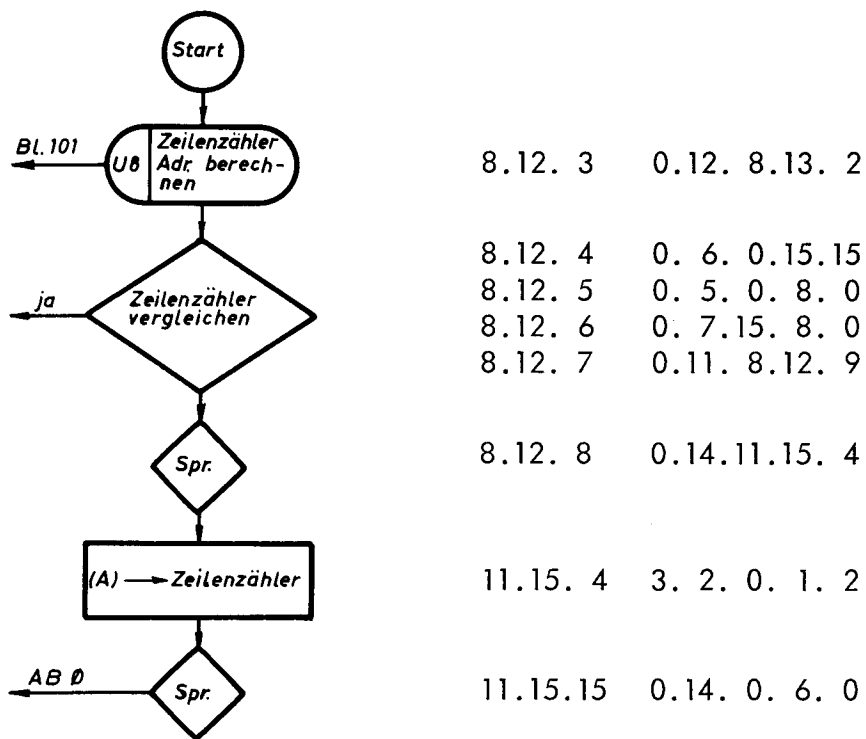 Start
Bl. 101
UB
Zeilenzähler
Adr. berech-
nen
8.12. 3 0.12. 8.13. 2
ja
Zeilenzähler
vergleichen
8.12. 4 0. 6. 0.15.15
8.12. 5 0. 5. 0. 8. 0
8.12. 6 0. 7.15. 8. 0
8.12. 7 0.11. 8.12. 9
Spr.
8.12. 8 0.14.11.15. 4
(A) → Zeilenzähler
11.15. 4 3. 2. 0. 1. 2
AB Ø
Spr.
11.15.15 0.14. 0. 6. 0